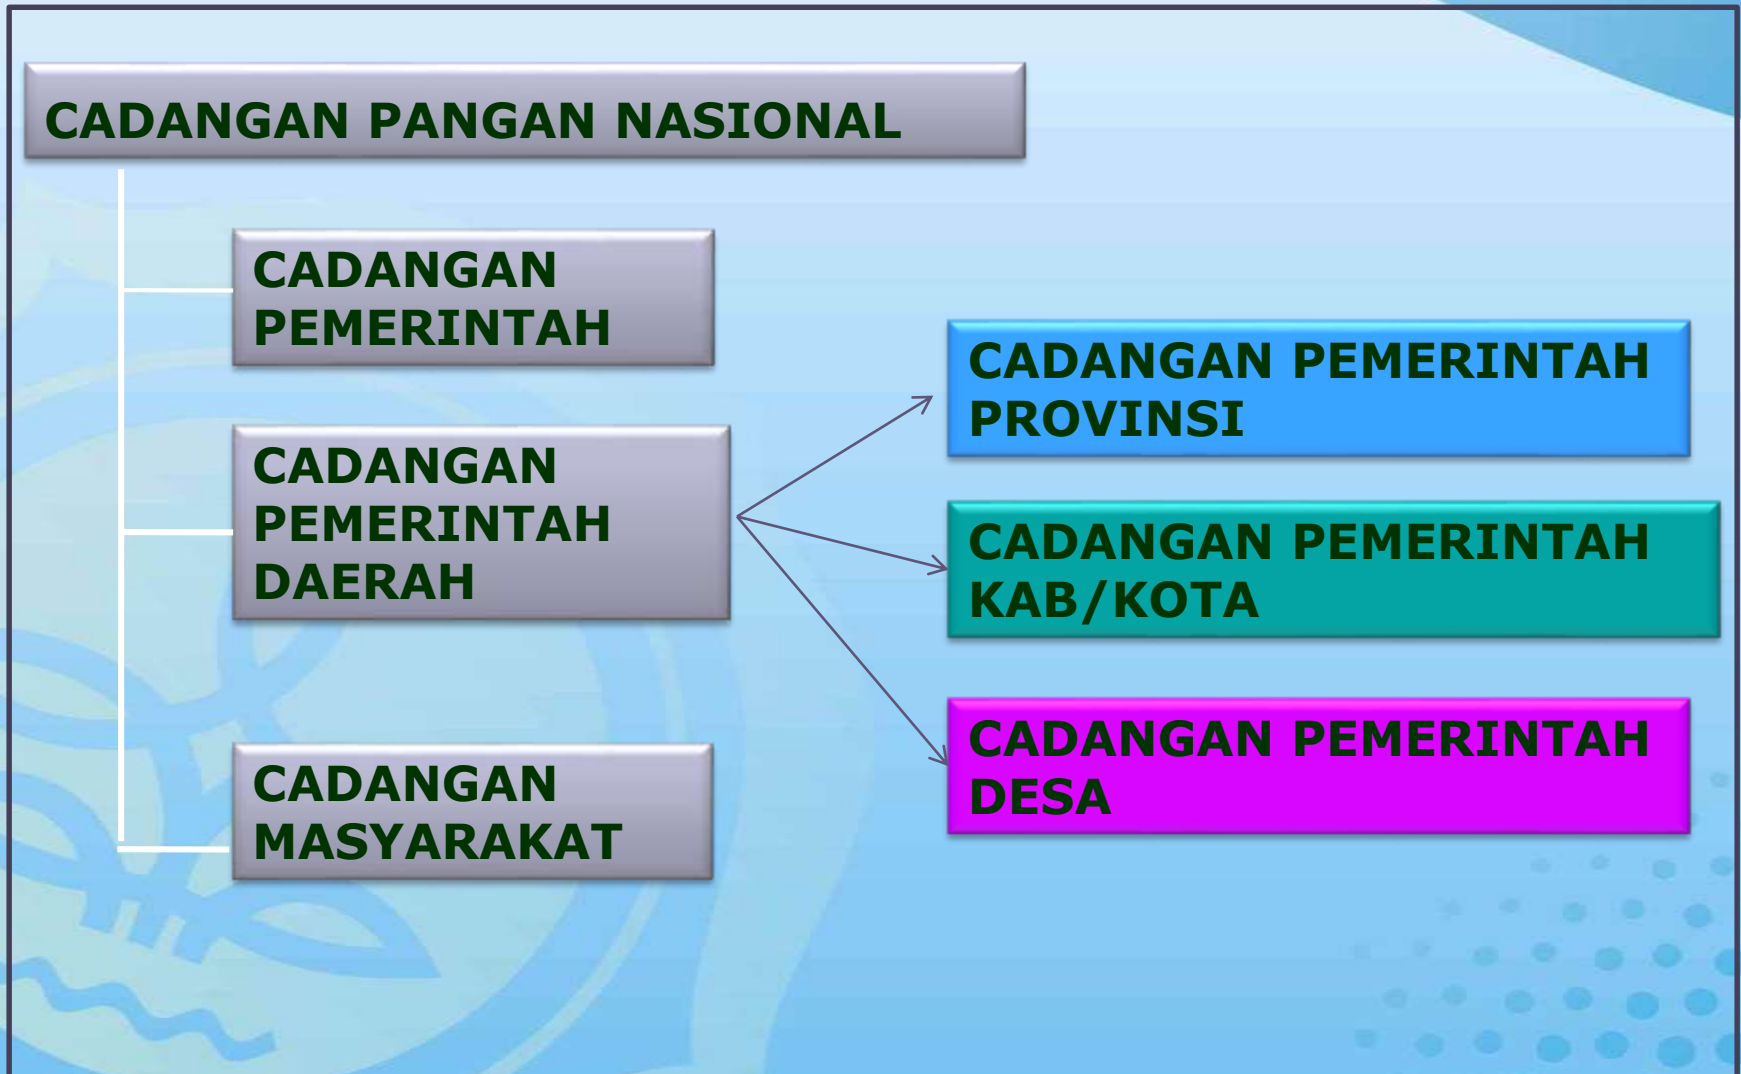 CADANGAN PANGAN NASIONAL
CADANGAN
PEMERINTAH
CADANGAN
PEMERINTAH
DAERAH
CADANGAN
MASYARAKAT
CADANGAN PEMERINTAH
PROVINSI
CADANGAN PEMERINTAH
KAB/KOTA
CADANGAN PEMERINTAH
DESA